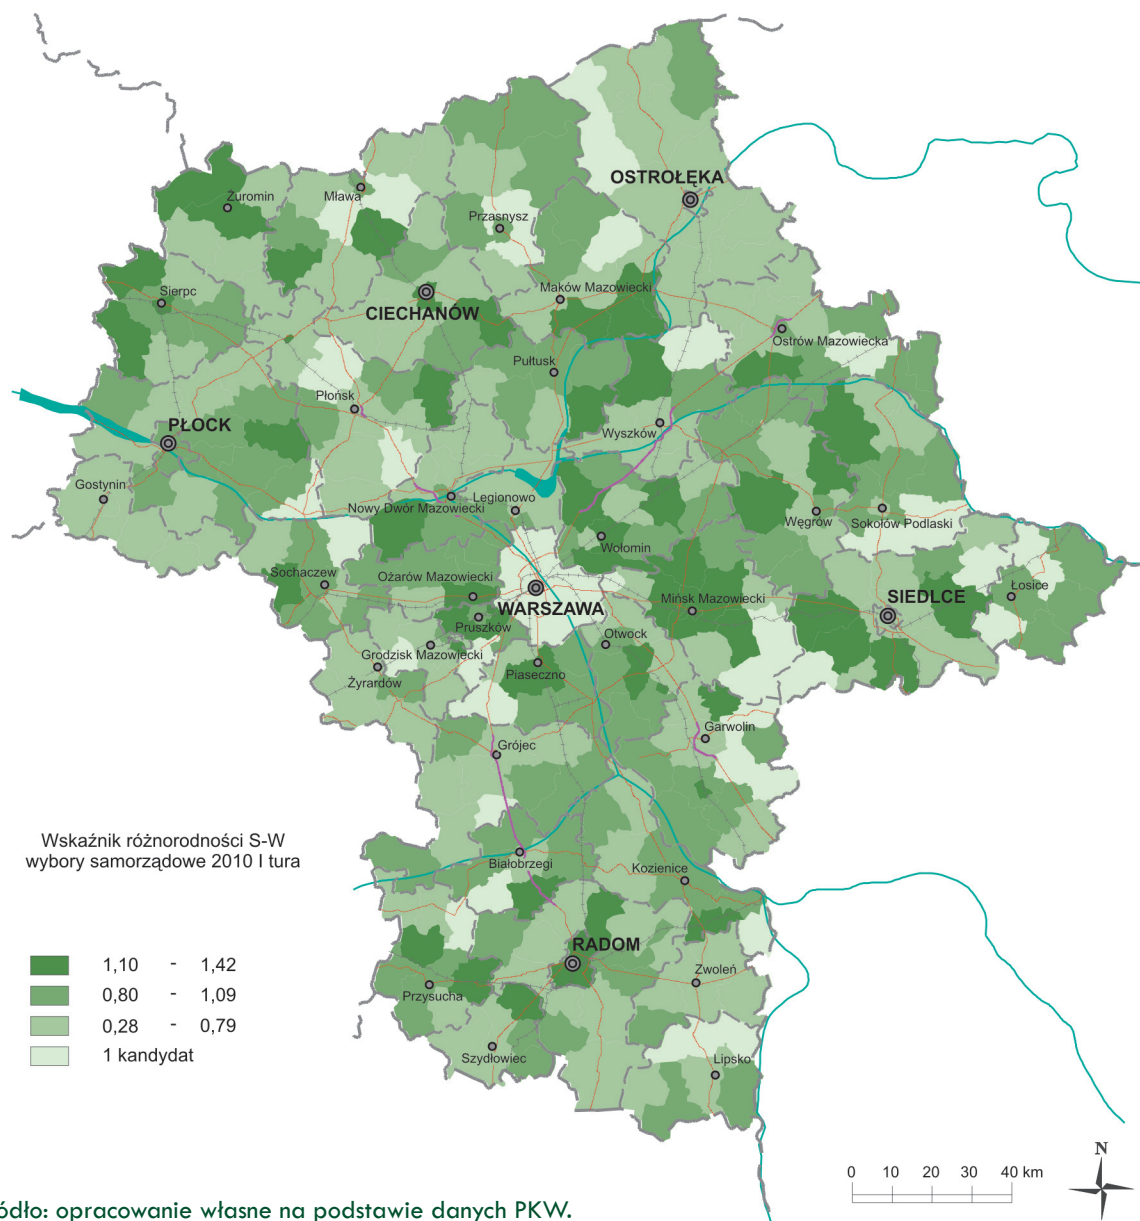 OSTROŁĘKA
Żuromin
Mława
Przasnysz
Sierpc
CIECHANÓW
Maków Mazowiecki
Ostrów Mazowiecka
Pułtusk
Płońsk
PŁOCK
Wyszków
Gostynin
Nowy Dwór Mazowiecki
Legionowo
Węgrów
Sokołów Podlaski
Wołomin
Sochaczew
Ożarów Mazowiecki
WARSZAWA
Mińsk Mazowiecki
SIEDLCE
Łosice
Pruszków
Otwock
Grodzisk Mazowiecki
Żyrardów
Piaseczno
Garwolin
Grójec
Wskaźnik różnorodności S-W
wybory samorządowe 2010 I tura
Białobrzegi
Kozienice
1,10 - 1,42
0,80 - 1,09
0,28 - 0,79
1 kandydat
RADOM
Zwoleń
Przysucha
Szydłowiec
Lipsko
N
0 10 20 30 40 km
ódło: opracowanie własne na podstawie danych PKW.